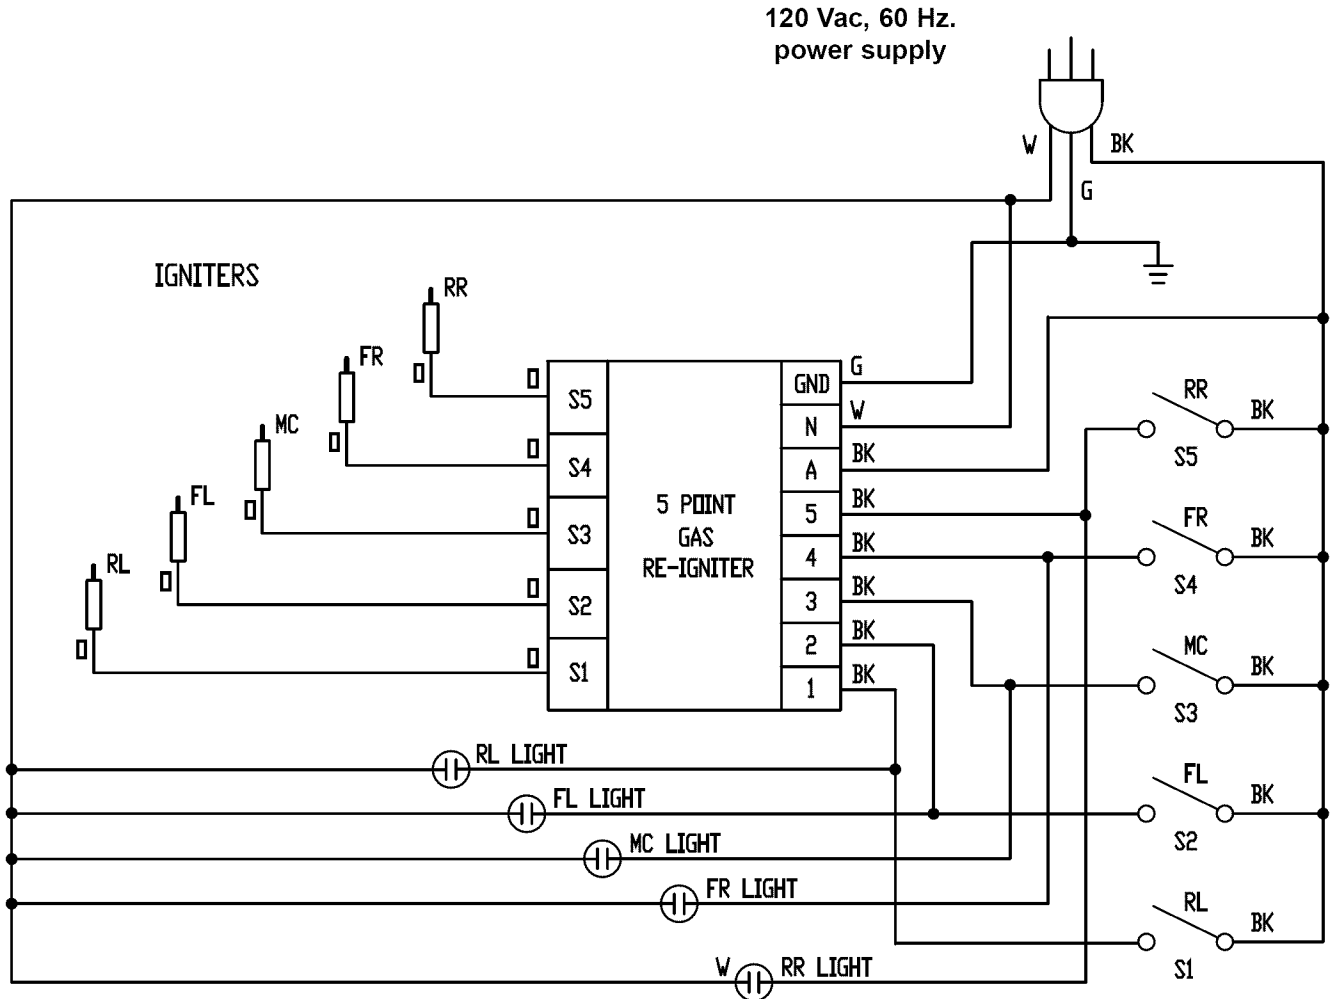 120 Vac, 60 Hz.
power supply
W
BK
G
IGNITERS
RR
FR
MC
FL
RL
S5
S4
S3
S2
S1
5 POINT
GAS
RE-IGNITER
GND
N
A
5
4
3
2
1
G
W
BK
BK
BK
BK
BK
BK
RR
BK
S5
FR
BK
S4
MC
BK
S3
FL
BK
S2
RL
BK
S1
RL LIGHT
FL LIGHT
MC LIGHT
FR LIGHT
W
RR LIGHT